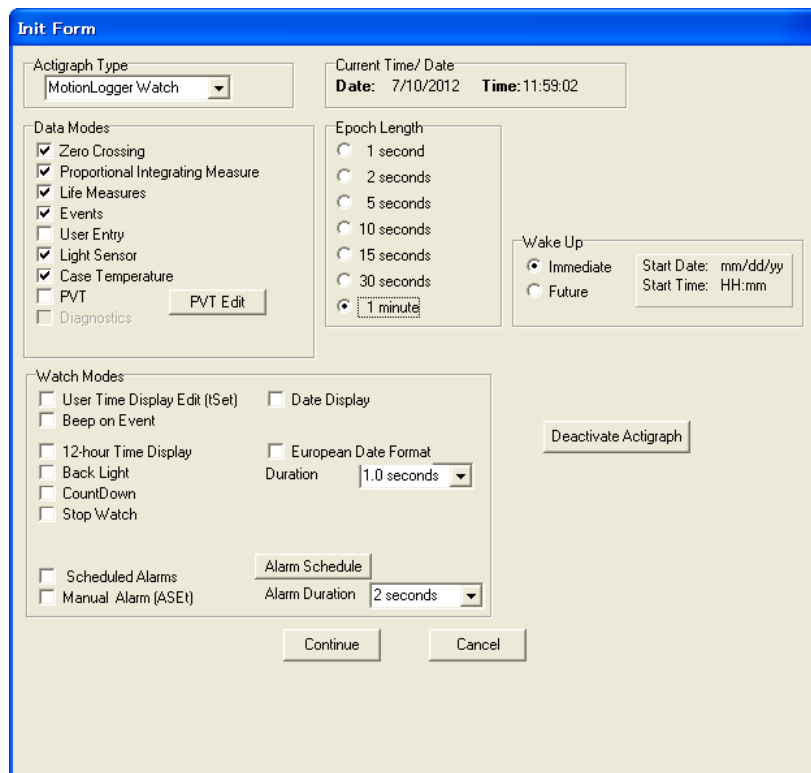 Init Form
Actigraph Type
MotionLogger Watch
Current Time/ Date
Date: 7/10/2012 Time: 11:59:02
Data Modes
Zero Crossing
Proportional Integrating Measure
Life Measures
Events
User Entry
Light Sensor
Case Temperature
PVT
PVT Edit
Diagnostics
Epoch Length
1 second
2 seconds
5 seconds
10 seconds
15 seconds
30 seconds
1 minute
Wake Up
Immediate
Future
Start Date: mm/dd/yy
Start Time: HH:mm
Watch Modes
User Time Display Edit (tSet)
Date Display
Beep on Event
12-hour Time Display
European Date Format
Back Light
Duration 1.0 seconds
CountDown
Stop Watch
Scheduled Alarms
Alarm Schedule
Manual Alarm (ASEt)
Alarm Duration 2 seconds
Deactivate Actigraph
Continue
Cancel